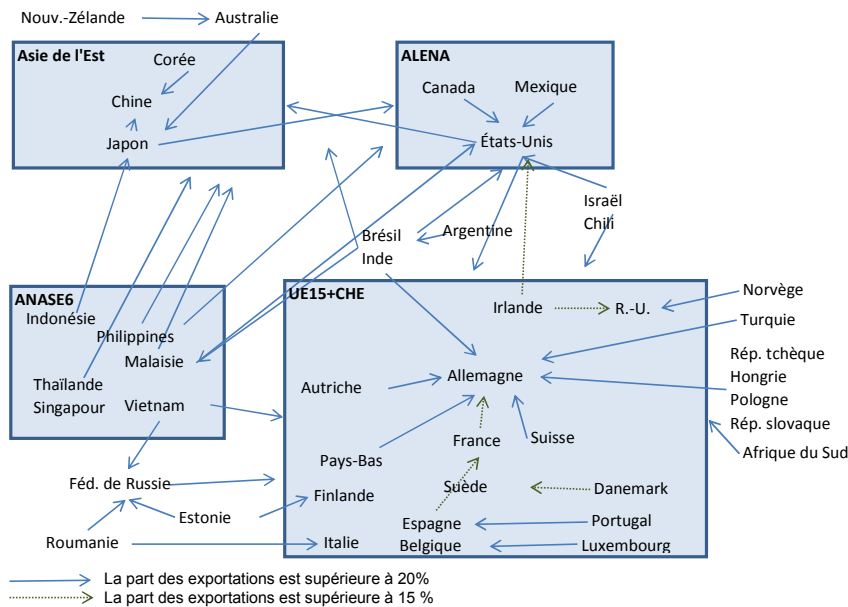 Nouv.-Zélande Australie
Asie de l'Est
Corée
Chine
Japon
ALENA
Canada Mexique
États-Unis
Israël
Chili
Brésil Argentine
Inde
ANASE6
Indonésie
Philippines
Malaisie
Thaïlande
Singapour Vietnam
UE15+CHE
Irlande R.-U.
Norvège
Turquie
Rép. tchèque
Hongrie
Pologne
Rép. slovaque
Afrique du Sud
Autriche Allemagne
France Suisse
Pays-Bas
Suède Danemark
Finlande
Espagne Portugal
Italie Belgique Luxembourg
Féd. de Russie
Estonie
Roumanie
La part des exportations est supérieure à 20%
La part des exportations est supérieure à 15 %